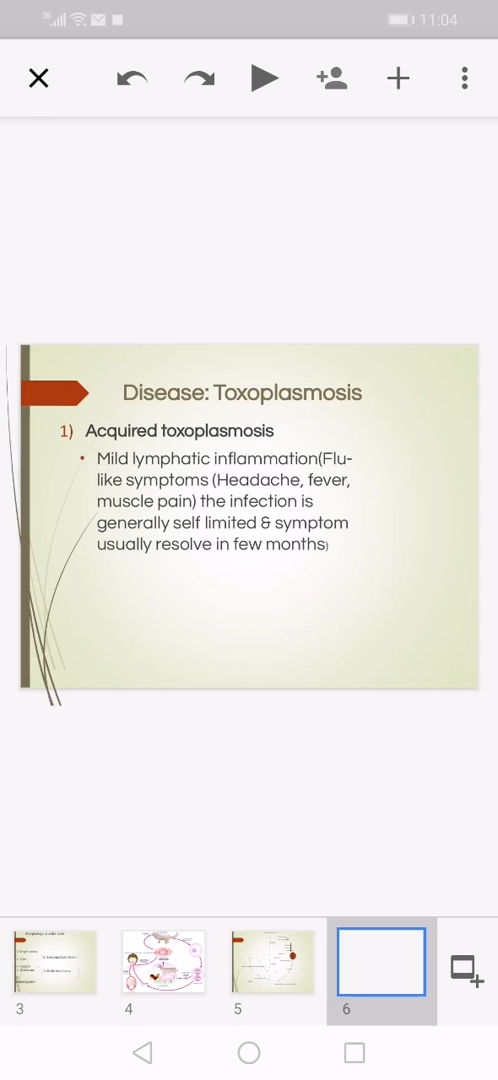 11:04
Disease: Toxoplasmosis
1) Acquired toxoplasmosis
• Mild lymphatic inflammation(Flu-
like symptoms (Headache, fever,
muscle pain) the infection is
generally self limited & symptom
usually resolve in few months)
3
4
5
6